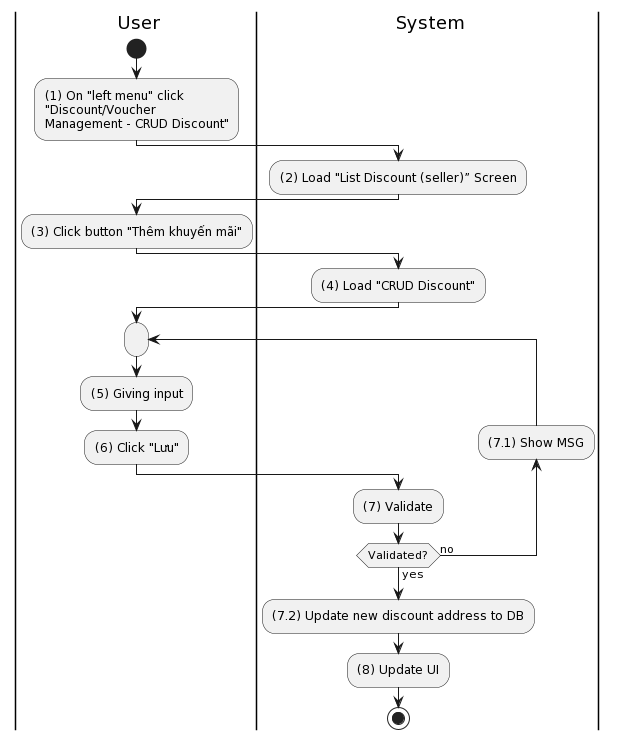 User
System
(1) On "left menu" click
"Discount/Voucher
Management - CRUD Discount"
(2) Load "List Discount (seller)” Screen
(3) Click button "Thêm khuyến mãi"
(4) Load "CRUD Discount"
(5) Giving input
(6) Click "Lưu"
(7.1) Show MSG
(7) Validate
Validated?
no
yes
(7.2) Update new discount address to DB
(8) Update UI